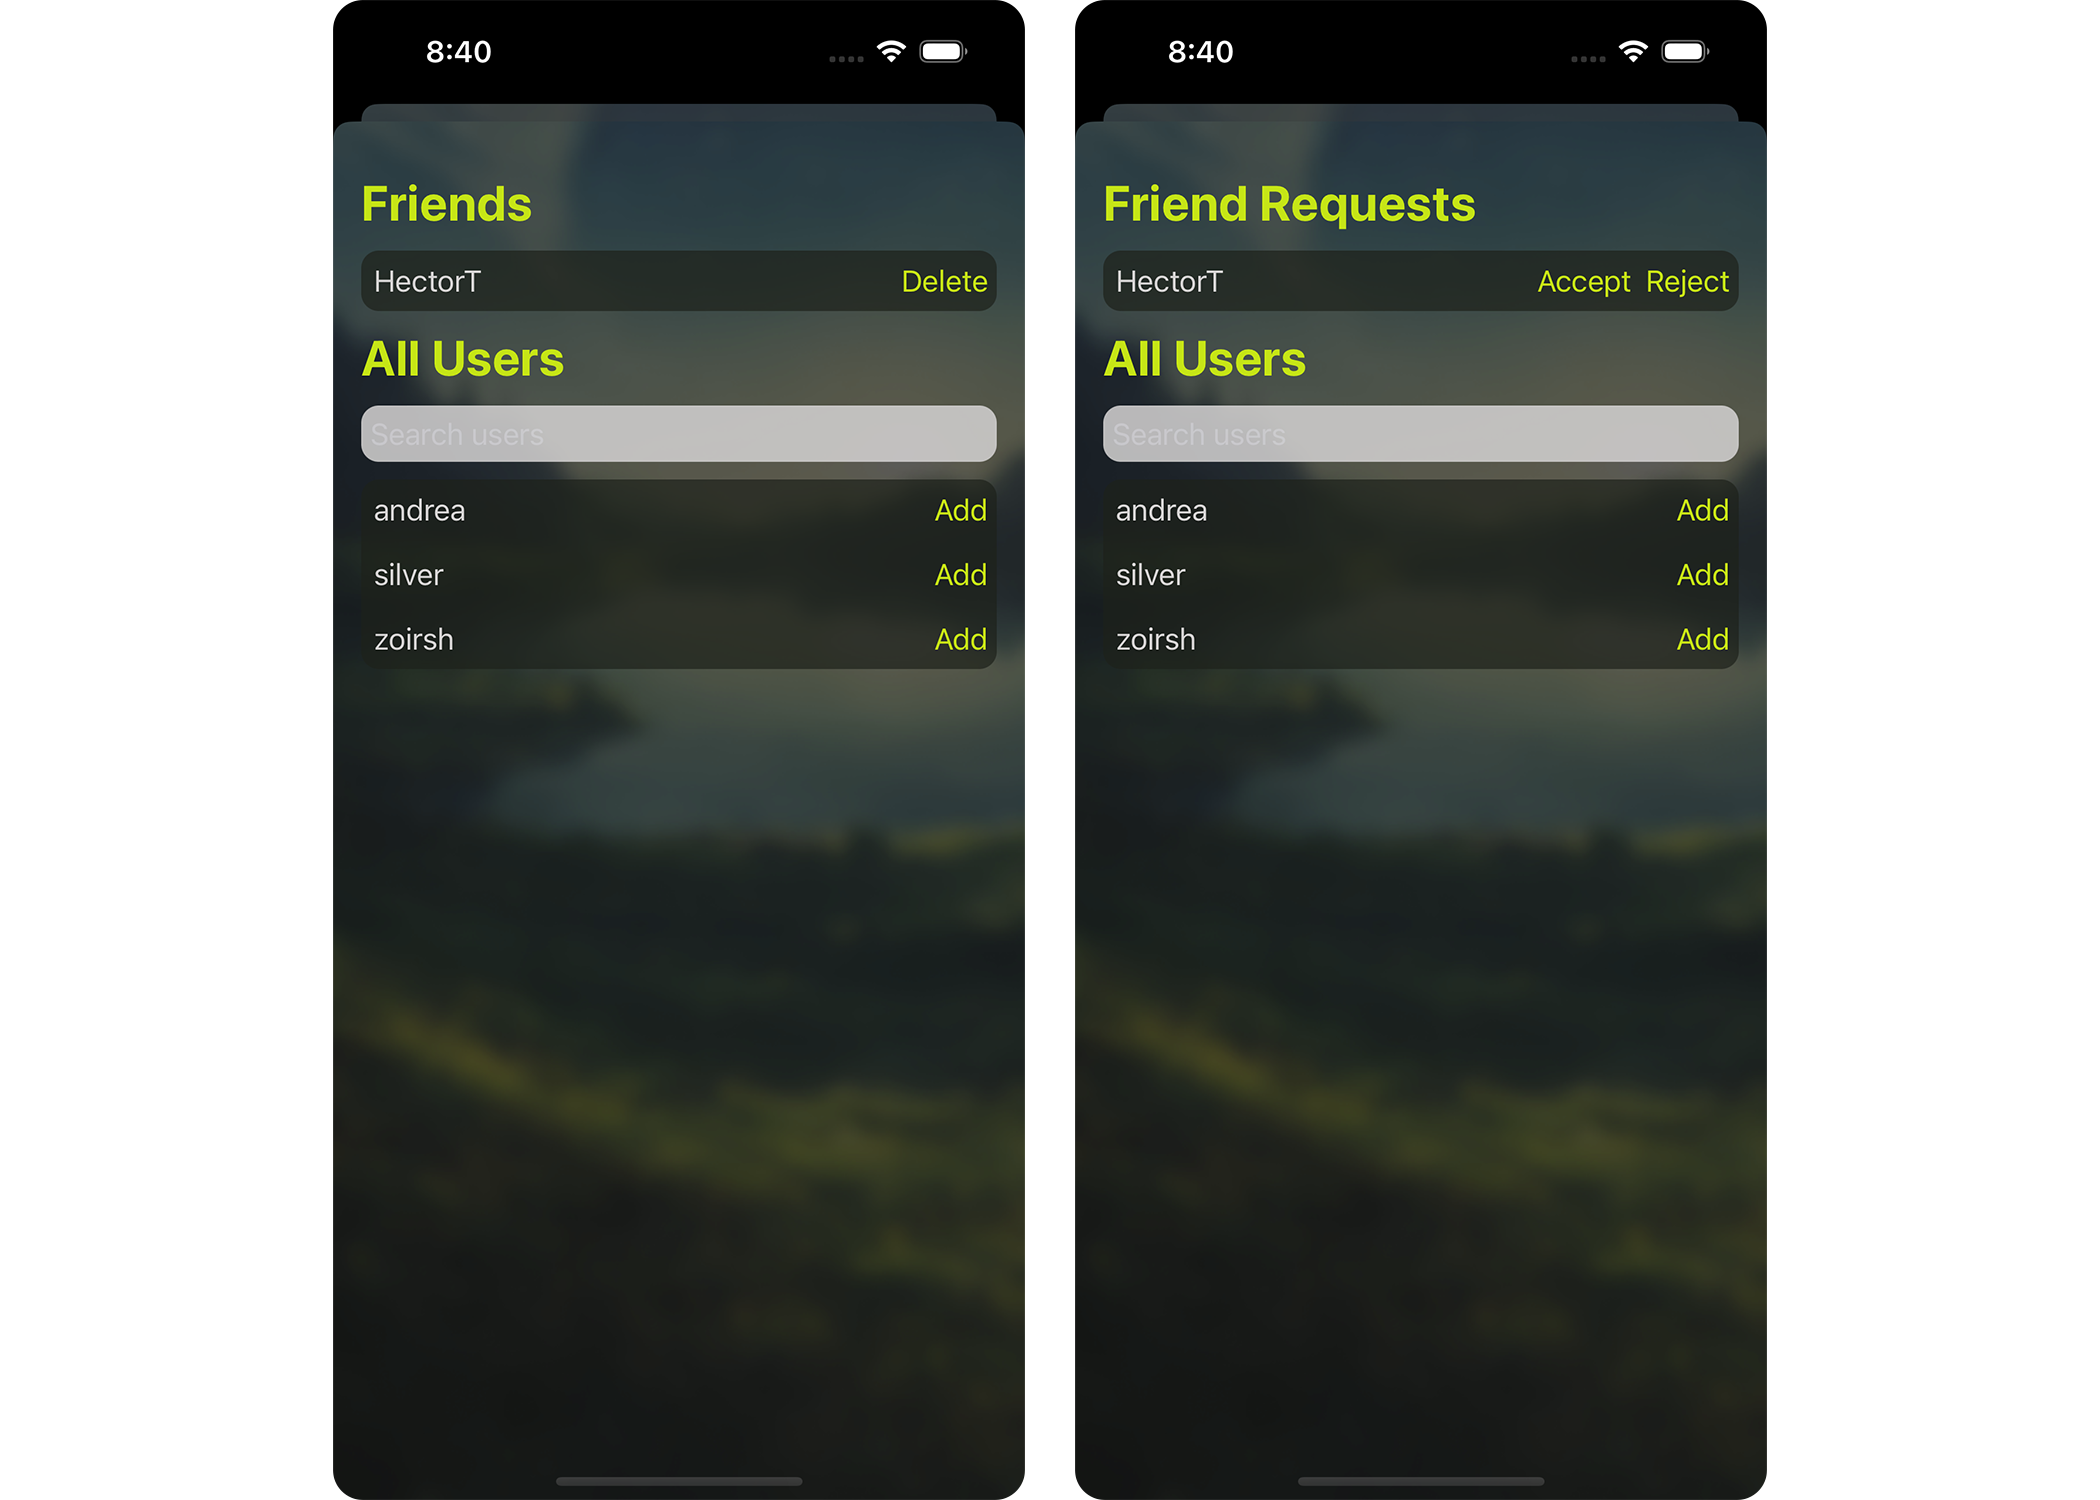 8:40
Friends
HectorT Delete
All Users
Search users
andrea Add
silver Add
zoirsh Add
8:40
Friend Requests
HectorT Accept Reject
All Users
Search users
andrea Add
silver Add
zoirsh Add